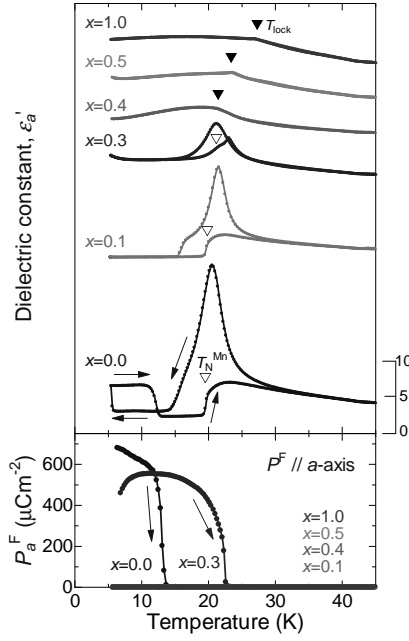 x=1.0
T_lock
x=0.5
x=0.4
x=0.3
x=0.1
x=0.0
T_N^Mn
Dielectric constant, ε_a'
10
5
0
P_a^F (μCm^-2)
600
400
200
0
P^F // a-axis
x=1.0
x=0.5
x=0.4
x=0.1
x=0.0
x=0.3
0 10 20 30 40
Temperature (K)